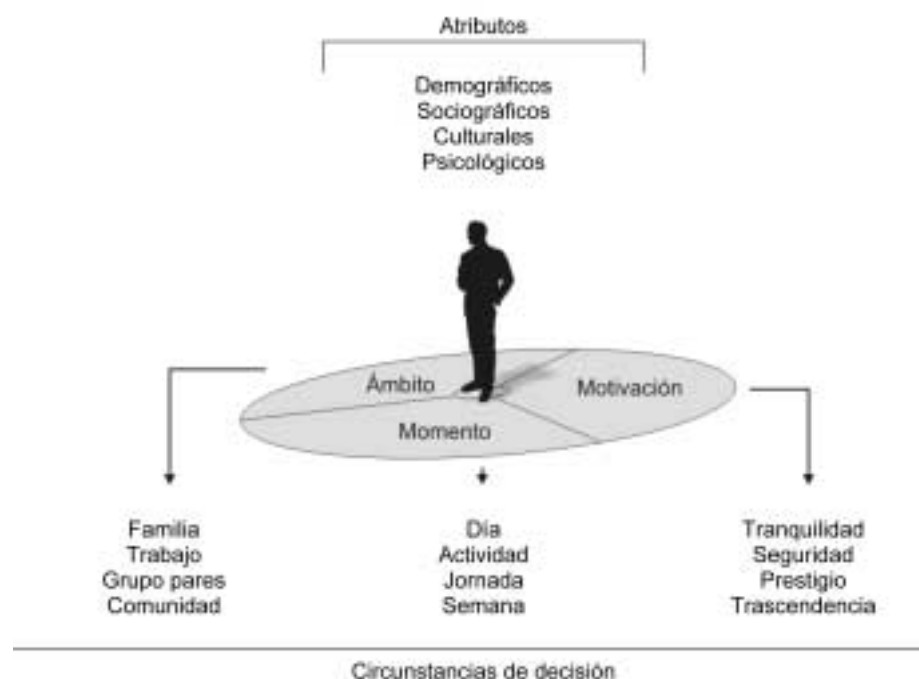 Atributos
Demográficos
Sociográficos
Culturales
Psicológicos
Ámbito
Motivación
Momento
Familia
Trabajo
Grupo pares
Comunidad
Día
Actividad
Jornada
Semana
Tranquilidad
Seguridad
Prestigio
Trascendencia
Circunstancias de decisión